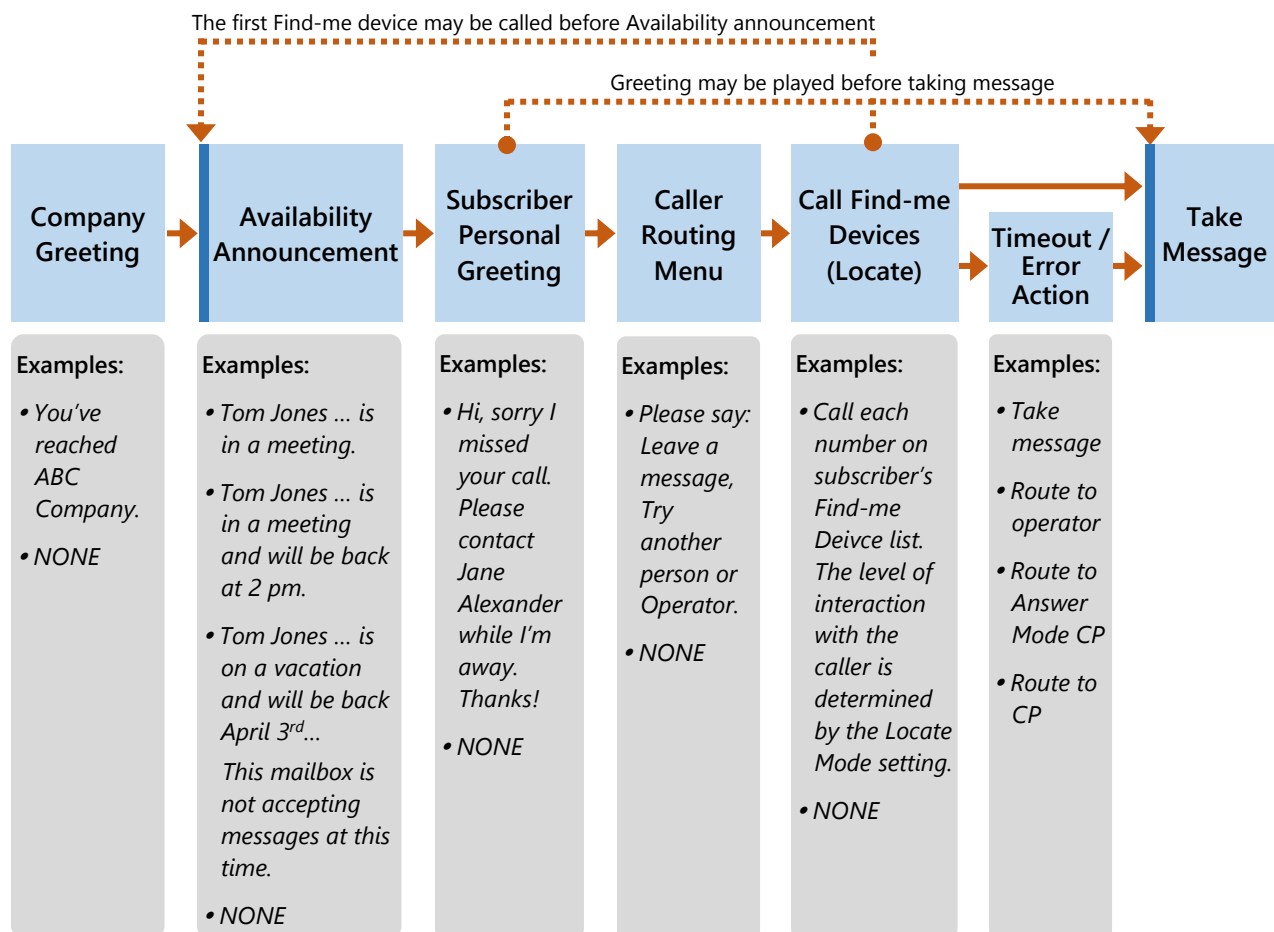 The first Find-me device may be called before Availability announcement
Greeting may be played before taking message
Company
Greeting
Availability
Announcement
Subscriber
Personal
Greeting
Caller
Routing
Menu
Call Find-me
Devices
(Locate)
Timeout /
Error
Action
Take
Message
Examples:
• You've
reached
ABC
Company.
• NONE
Examples:
• Tom Jones ... is
in a meeting.
• Tom Jones ... is
in a meeting
and will be back
at 2 pm.
• Tom Jones ... is
on a vacation
and will be back
April 3rd...
This mailbox is
not accepting
messages at this
time.
• NONE
Examples:
• Hi, sorry I
missed
your call.
Please
contact
Jane
Alexander
while I'm
away.
Thanks!
• NONE
Examples:
• Please say:
Leave a
message,
Try
another
person or
Operator.
• NONE
Examples:
• Call each
number on
subscriber's
Find-me
Deivce list.
The level of
interaction
with the
caller is
determined
by the Locate
Mode setting.
• NONE
Examples:
• Take
message
• Route to
operator
• Route to
Answer
Mode CP
• Route to
CP